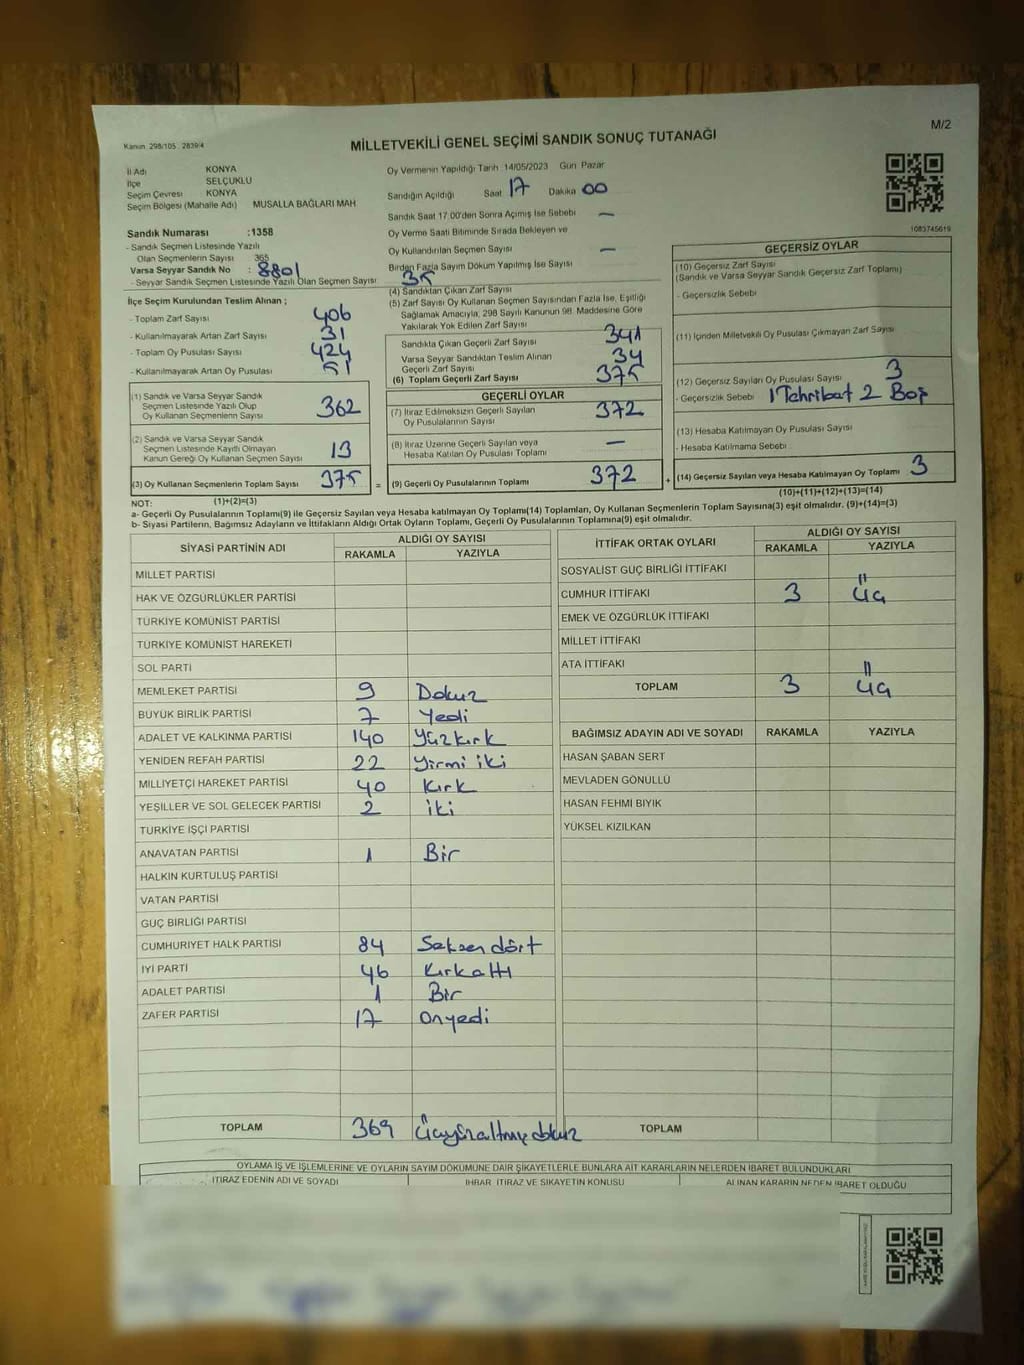 M/2
Kanun 298/105 . 2839/4
MİLLETVEKİLİ GENEL SEÇİMİ SANDIK SONUÇ TUTANAĞI
İl Adı KONYA
İlçe SELÇUKLU
Seçim Çevresi KONYA
Seçim Bölgesi (Mahalle Adı) MUSALLA BAĞLARI MAH
Sandık Numarası :1358
- Sandık Seçmen Listesinde Yazılı
Olan Seçmenlerin Sayısı 365
Varsa Seyyar Sandık No : 8801
- Seyyar Sandık Seçmen Listesinde Yazılı Olan Seçmen Sayısı 35
Oy Vermenin Yapıldığı Tarih 14/05/2023 Gün Pazar
Sandığın Açıldığı Saat 17 Dakika 00
Sandık Saat 17.00'den Sonra Açımış İse Sebebi —
Oy Verme Saati Bitiminde Sırada Bekleyen ve
Oy Kullandırılan Seçmen Sayısı —
Birden Fazla Sayım Döküm Yapılmış İse Sayısı
1083745619
İlçe Seçim Kurulundan Teslim Alınan ;
- Toplam Zarf Sayısı 406
- Kullanılmayarak Artan Zarf Sayısı 31
- Toplam Oy Pusulası Sayısı 424
- Kullanılmayarak Artan Oy Pusulası 51
(1) Sandık ve Varsa Seyyar Sandık
Seçmen Listesinde Yazılı Olup
Oy Kullanan Seçmenlerin Sayısı 362
(2) Sandık ve Varsa Seyyar Sandık
Seçmen Listesinde Kayıtlı Olmayan
Kanun Gereği Oy Kullanan Seçmen Sayısı 13
(3) Oy Kullanan Seçmenlerin Toplam Sayısı 375 =
(4) Sandıktan Çıkan Zarf Sayısı
(5) Zarf Sayısı Oy Kullanan Seçmen Sayısından Fazla İse, Eşitliği
Sağlamak Amacıyla, 298 Sayılı Kanunun 98. Maddesine Göre
Yakılarak Yok Edilen Zarf Sayısı
Sandıkta Çıkan Geçerli Zarf Sayısı 341
Varsa Seyyar Sandıktan Teslim Alınan
Geçerli Zarf Sayısı 34
(6) Toplam Geçerli Zarf Sayısı 375
GEÇERLİ OYLAR
(7) İtiraz Edilmeksizin Geçerli Sayılan
Oy Pusulalarının Sayısı 372
(8) İtiraz Üzerine Geçerli Sayılan veya
Hesaba Katılan Oy Pusulası Toplamı —
(9) Geçerli Oy Pusulalarının Toplamı 372 +
GEÇERSİZ OYLAR
(10) Geçersiz Zarf Sayısı
(Sandık ve Varsa Seyyar Sandık Geçersiz Zarf Toplamı)
- Geçersizlik Sebebi
(11) İçinden Milletvekili Oy Pusulası Çıkmayan Zarf Sayısı
(12) Geçersiz Sayılan Oy Pusulası Sayısı 3
- Geçersizlik Sebebi 1 Tahribat 2 Boş
(13) Hesaba Katılmayan Oy Pusulası Sayısı
- Hesaba Katılmama Sebebi
(14) Geçersiz Sayılan veya Hesaba Katılmayan Oy Toplamı 3
NOT: (1)+(2)=(3)
(10)+(11)+(12)+(13)=(14)
a- Geçerli Oy Pusulalarının Toplamı(9) ile Geçersiz Sayılan veya Hesaba katılmayan Oy Toplamı(14) Toplamları, Oy Kullanan Seçmenlerin Toplam Sayısına(3) eşit olmalıdır. (9)+(14)=(3)
b- Siyasi Partilerin, Bağımsız Adayların ve İttifakların Aldığı Ortak Oyların Toplamı, Geçerli Oy Pusulalarının Toplamına(9) eşit olmalıdır.
SİYASİ PARTİNİN ADI ALDIĞI OY SAYISI
RAKAMLA YAZIYLA
MİLLET PARTİSİ
HAK VE ÖZGÜRLÜKLER PARTİSİ
TÜRKİYE KOMÜNİST PARTİSİ
TÜRKİYE KOMÜNİST HAREKETİ
SOL PARTİ
MEMLEKET PARTİSİ 9 Dokuz
BÜYÜK BİRLİK PARTİSİ 7 Yedi
ADALET VE KALKINMA PARTİSİ 140 Yüzkırk
YENİDEN REFAH PARTİSİ 22 Yirmi iki
MİLLİYETÇİ HAREKET PARTİSİ 40 Kırk
YEŞİLLER VE SOL GELECEK PARTİSİ 2 iki
TÜRKİYE İŞÇİ PARTİSİ
ANAVATAN PARTİSİ 1 Bir
HALKIN KURTULUŞ PARTİSİ
VATAN PARTİSİ
GÜÇ BİRLİĞİ PARTİSİ
CUMHURİYET HALK PARTİSİ 84 Seksen dört
İYİ PARTİ 46 Kırkaltı
ADALET PARTİSİ 1 Bir
ZAFER PARTİSİ 17 Onyedi
TOPLAM 369 Üçyüzaltmışdokuz
İTTİFAK ORTAK OYLARI ALDIĞI OY SAYISI
RAKAMLA YAZIYLA
SOSYALİST GÜÇ BİRLİĞİ İTTİFAKI
CUMHUR İTTİFAKI 3 Üç
EMEK VE ÖZGÜRLÜK İTTİFAKI
MİLLET İTTİFAKI
ATA İTTİFAKI
TOPLAM 3 Üç
BAĞIMSIZ ADAYIN ADI VE SOYADI RAKAMLA YAZIYLA
HASAN ŞABAN SERT
MEVLADEN GÖNÜLLÜ
HASAN FEHMİ BIYIK
YÜKSEL KIZILKAN
TOPLAM
OYLAMA İŞ VE İŞLEMLERİNE VE OYLARIN SAYIM DÖKÜMÜNE DAİR ŞİKAYETLERLE BUNLARA AİT KARARLARIN NELERDEN İBARET BULUNDUKLARI
İTİRAZ EDENİN ADI VE SOYADI İHBAR, İTİRAZ VE ŞİKAYETİN KONUSU ALINAN KARARIN NEDEN İBARET OLDUĞU